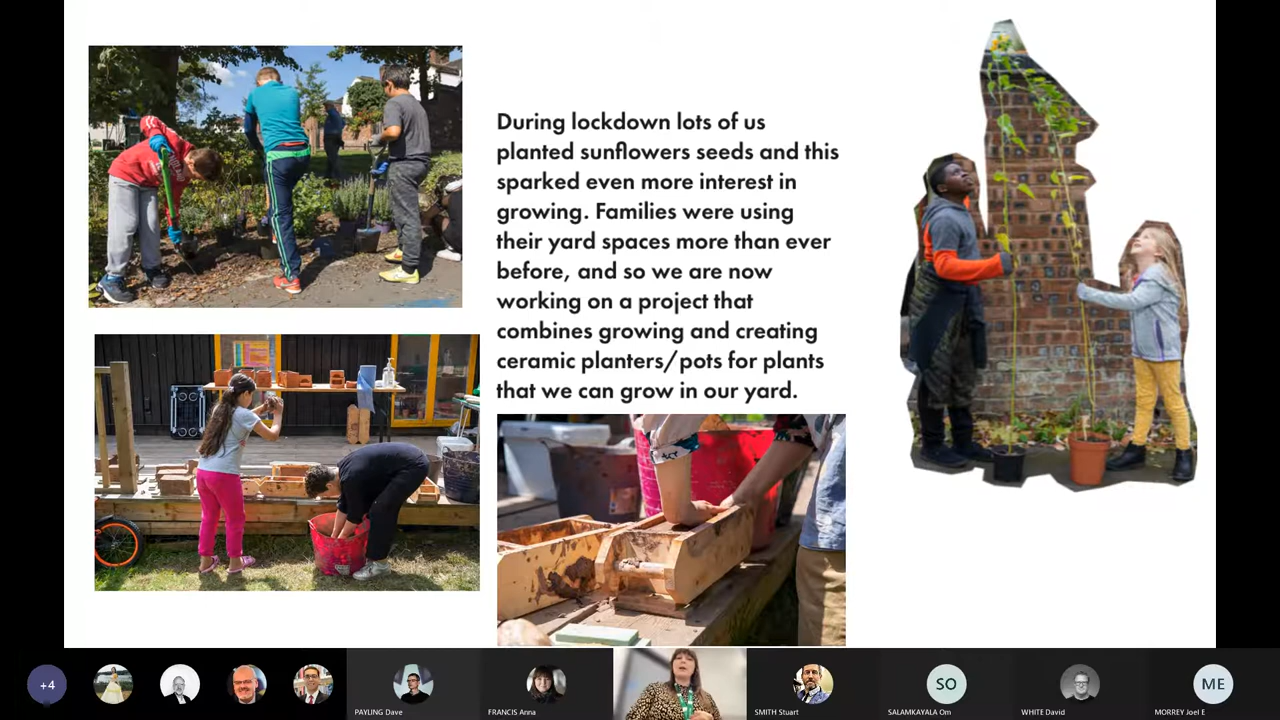 During lockdown lots of us
planted sunflowers seeds and this
sparked even more interest in
growing. Families were using
their yard spaces more than ever
before, and so we are now
working on a project that
combines growing and creating
ceramic planters/pots for plants
that we can grow in our yard.
+4
PAYLING Dave
FRANCIS Anna
SMITH Stuart
SO
SALAMKAYALA Om
WHITE David
ME
MORREY Joel E